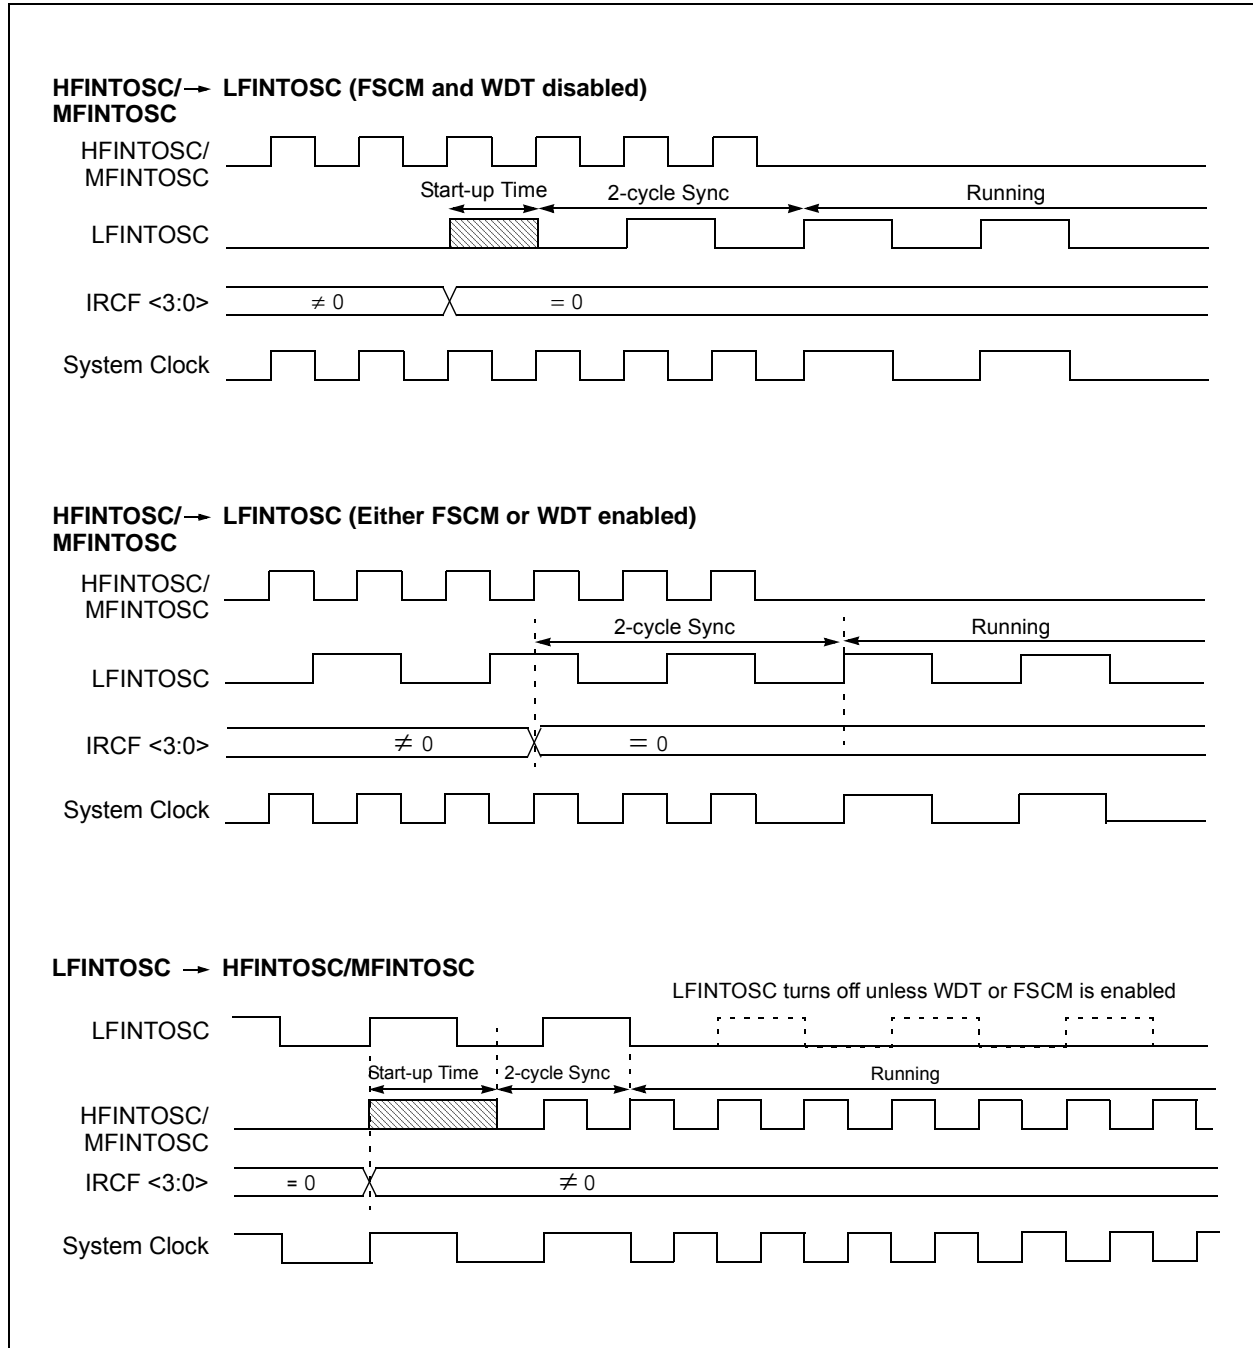 HFINTOSC/→ LFINTOSC (FSCM and WDT disabled)
MFINTOSC
HFINTOSC/
MFINTOSC
Start-up Time 2-cycle Sync Running
LFINTOSC
IRCF <3:0> ≠ 0 = 0
System Clock
HFINTOSC/→ LFINTOSC (Either FSCM or WDT enabled)
MFINTOSC
HFINTOSC/
MFINTOSC
2-cycle Sync Running
LFINTOSC
IRCF <3:0> ≠ 0 = 0
System Clock
LFINTOSC → HFINTOSC/MFINTOSC
LFINTOSC turns off unless WDT or FSCM is enabled
LFINTOSC
Start-up Time 2-cycle Sync Running
HFINTOSC/
MFINTOSC
IRCF <3:0> = 0 ≠ 0
System Clock